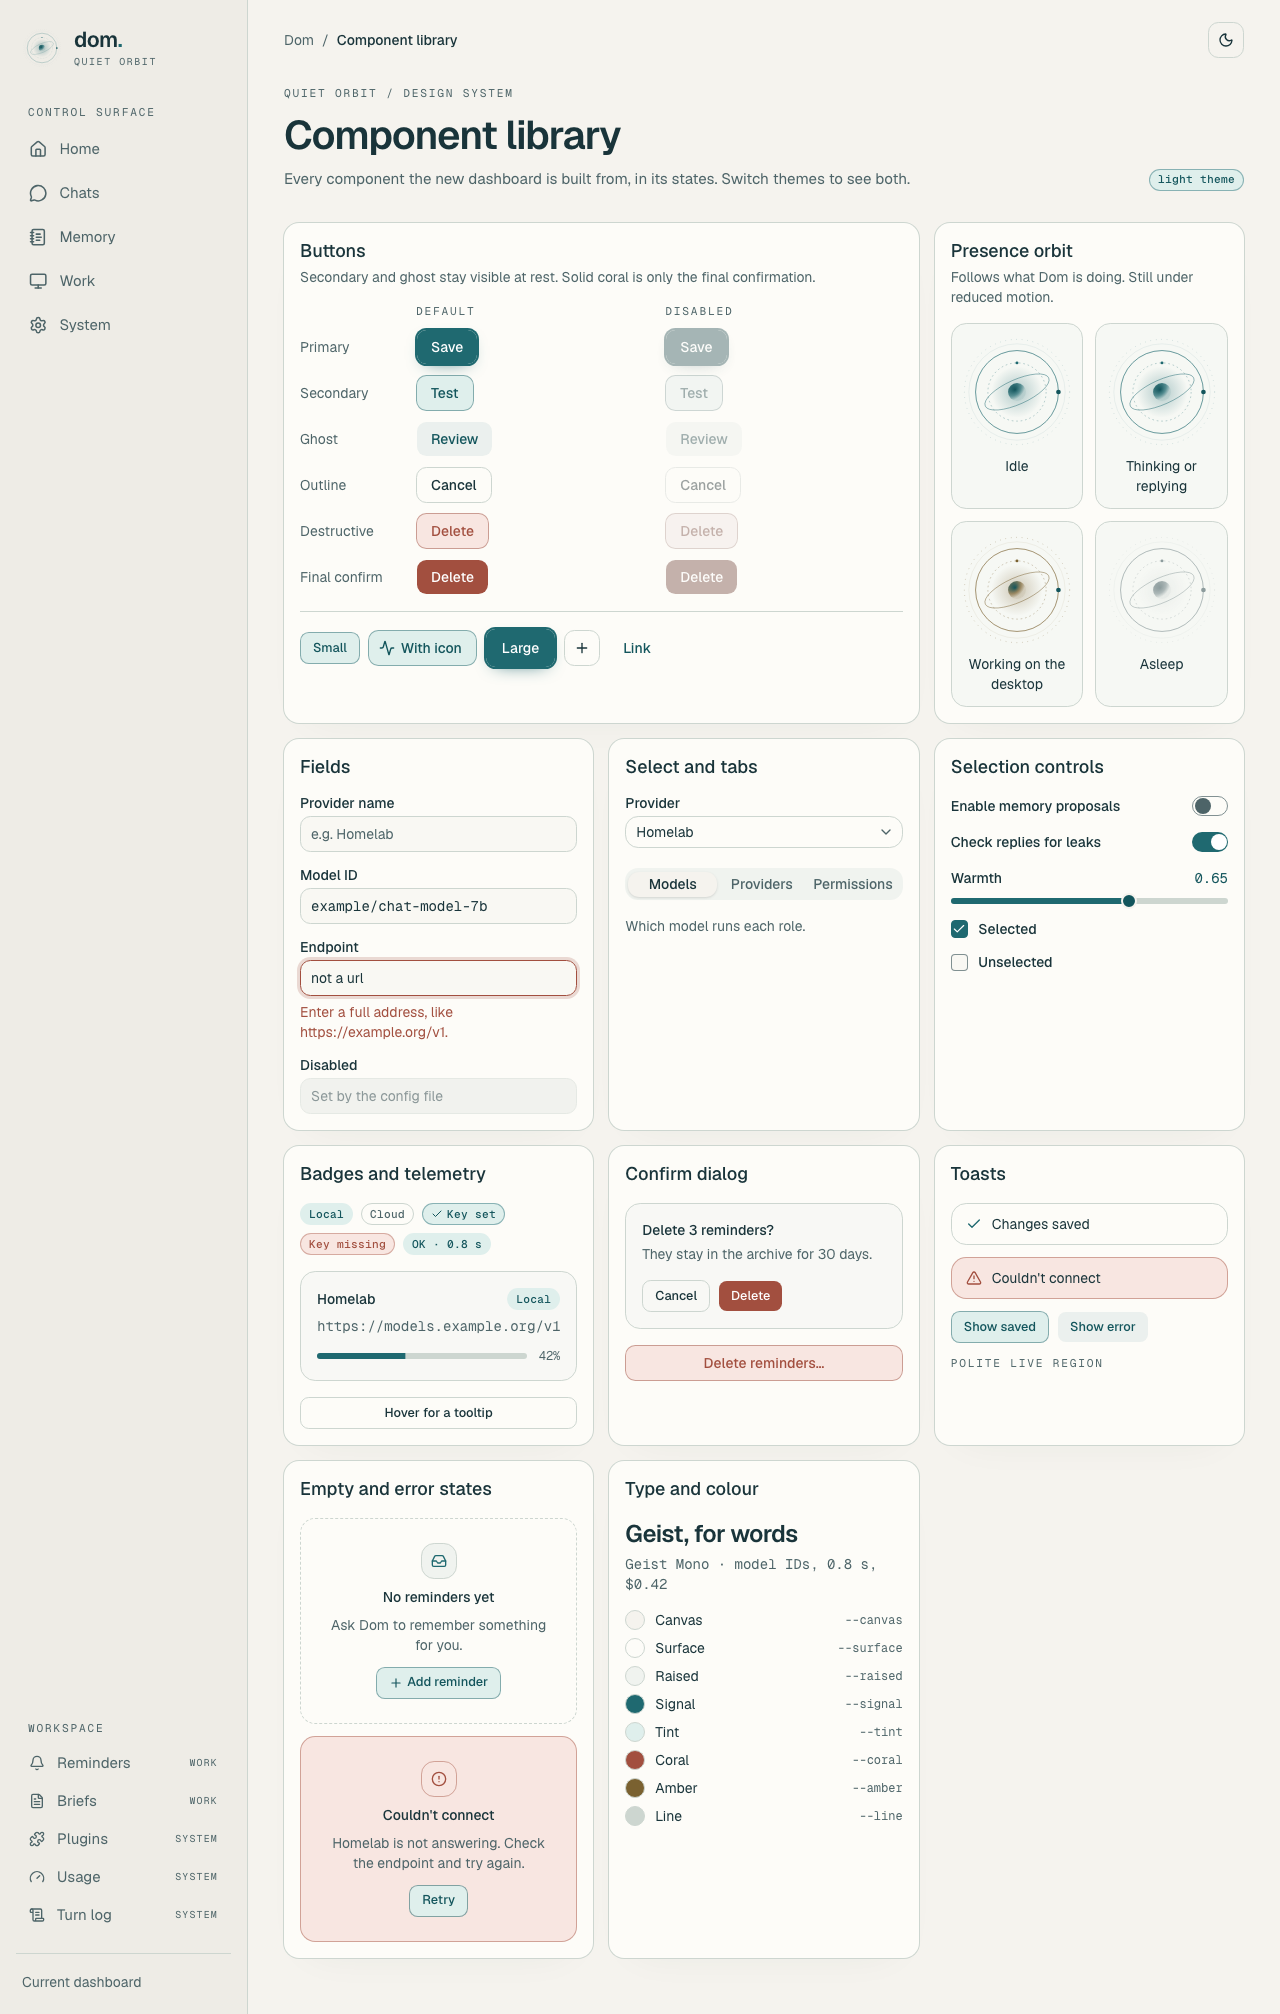 dom.
QUIET ORBIT
CONTROL SURFACE
Home
Chats
Memory
Work
System
WORKSPACE
Reminders WORK
Briefs WORK
Plugins SYSTEM
Usage SYSTEM
Turn log SYSTEM
Current dashboard
Dom / Component library
QUIET ORBIT / DESIGN SYSTEM
Component library
Every component the new dashboard is built from, in its states. Switch themes to see both.
light theme
Buttons
Secondary and ghost stay visible at rest. Solid coral is only the final confirmation.
DEFAULT DISABLED
Primary Save Save
Secondary Test Test
Ghost Review Review
Outline Cancel Cancel
Destructive Delete Delete
Final confirm Delete Delete
Small With icon Large Link
Presence orbit
Follows what Dom is doing. Still under
reduced motion.
Idle
Thinking or
replying
Working on the
desktop
Asleep
Fields
Provider name
e.g. Homelab
Model ID
example/chat-model-7b
Endpoint
not a url
Enter a full address, like
https://example.org/v1.
Disabled
Set by the config file
Select and tabs
Provider
Homelab
Models Providers Permissions
Which model runs each role.
Selection controls
Enable memory proposals
Check replies for leaks
Warmth 0.65
Selected
Unselected
Badges and telemetry
Local Cloud Key set
Key missing OK · 0.8 s
Homelab Local
https://models.example.org/v1
42%
Hover for a tooltip
Confirm dialog
Delete 3 reminders?
They stay in the archive for 30 days.
Cancel Delete
Delete reminders...
Toasts
Changes saved
Couldn't connect
Show saved Show error
POLITE LIVE REGION
Empty and error states
No reminders yet
Ask Dom to remember something
for you.
Add reminder
Couldn't connect
Homelab is not answering. Check
the endpoint and try again.
Retry
Type and colour
Geist, for words
Geist Mono · model IDs, 0.8 s,
$0.42
Canvas --canvas
Surface --surface
Raised --raised
Signal --signal
Tint --tint
Coral --coral
Amber --amber
Line --line